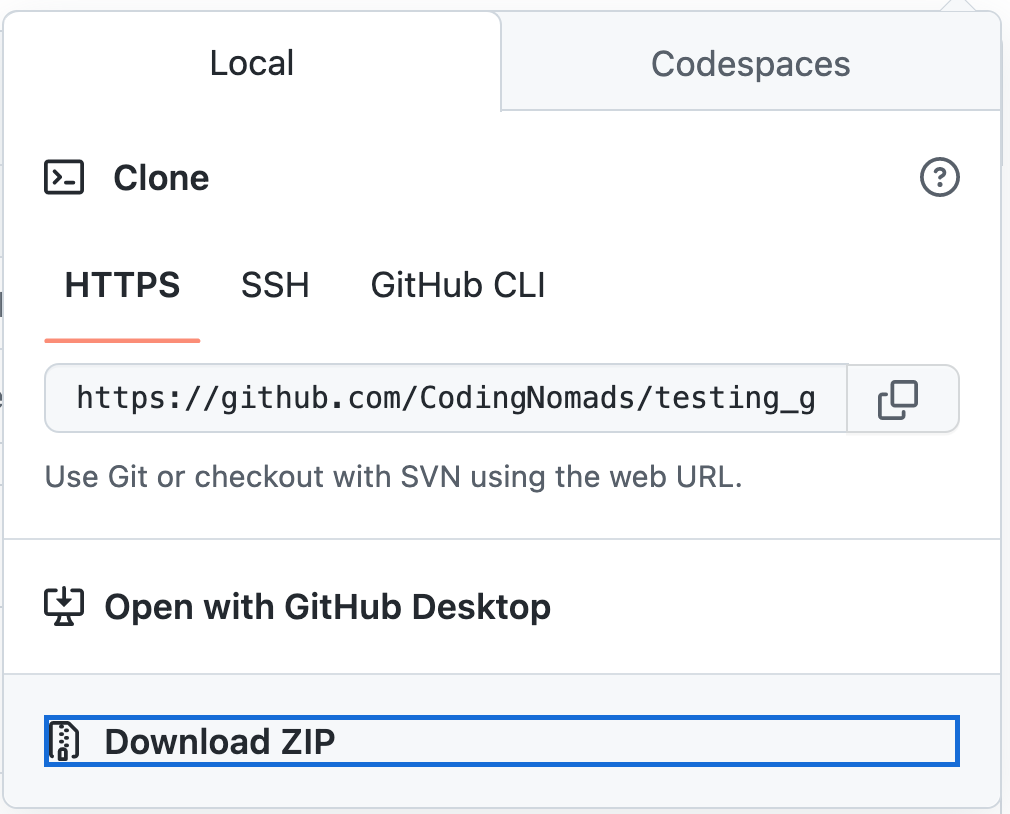 Local
Codespaces
Clone
HTTPS
SSH
GitHub CLI
https://github.com/CodingNomads/testing_g
Use Git or checkout with SVN using the web URL.
Open with GitHub Desktop
Download ZIP